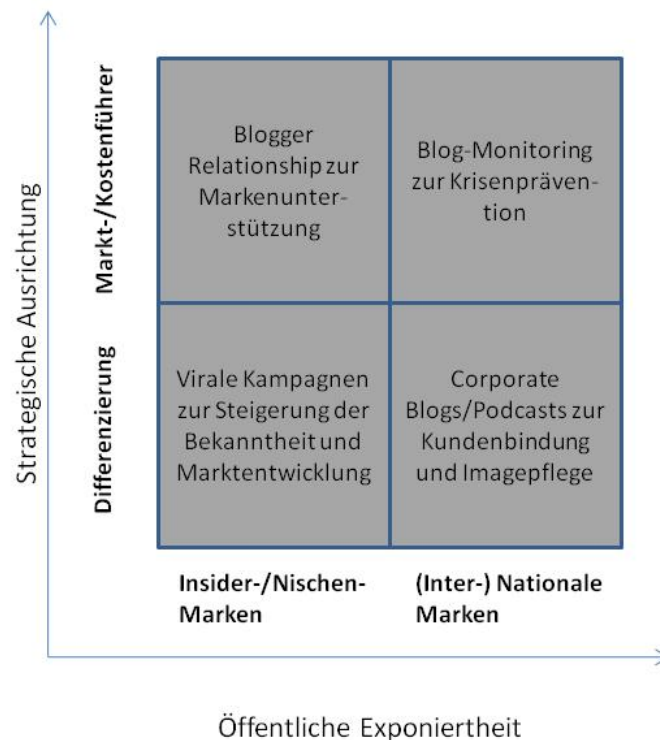 Strategische Ausrichtung
Markt-/Kostenführer
Differenzierung
Blogger
Relationship zur
Markenunter-
stützung
Blog-Monitoring
zur Krisenpräven-
tion
Virale Kampagnen
zur Steigerung der
Bekanntheit und
Marktentwicklung
Corporate
Blogs/Podcasts zur
Kundenbindung
und Imagepflege
Insider-/Nischen-
Marken
(Inter-) Nationale
Marken
Öffentliche Exponiertheit